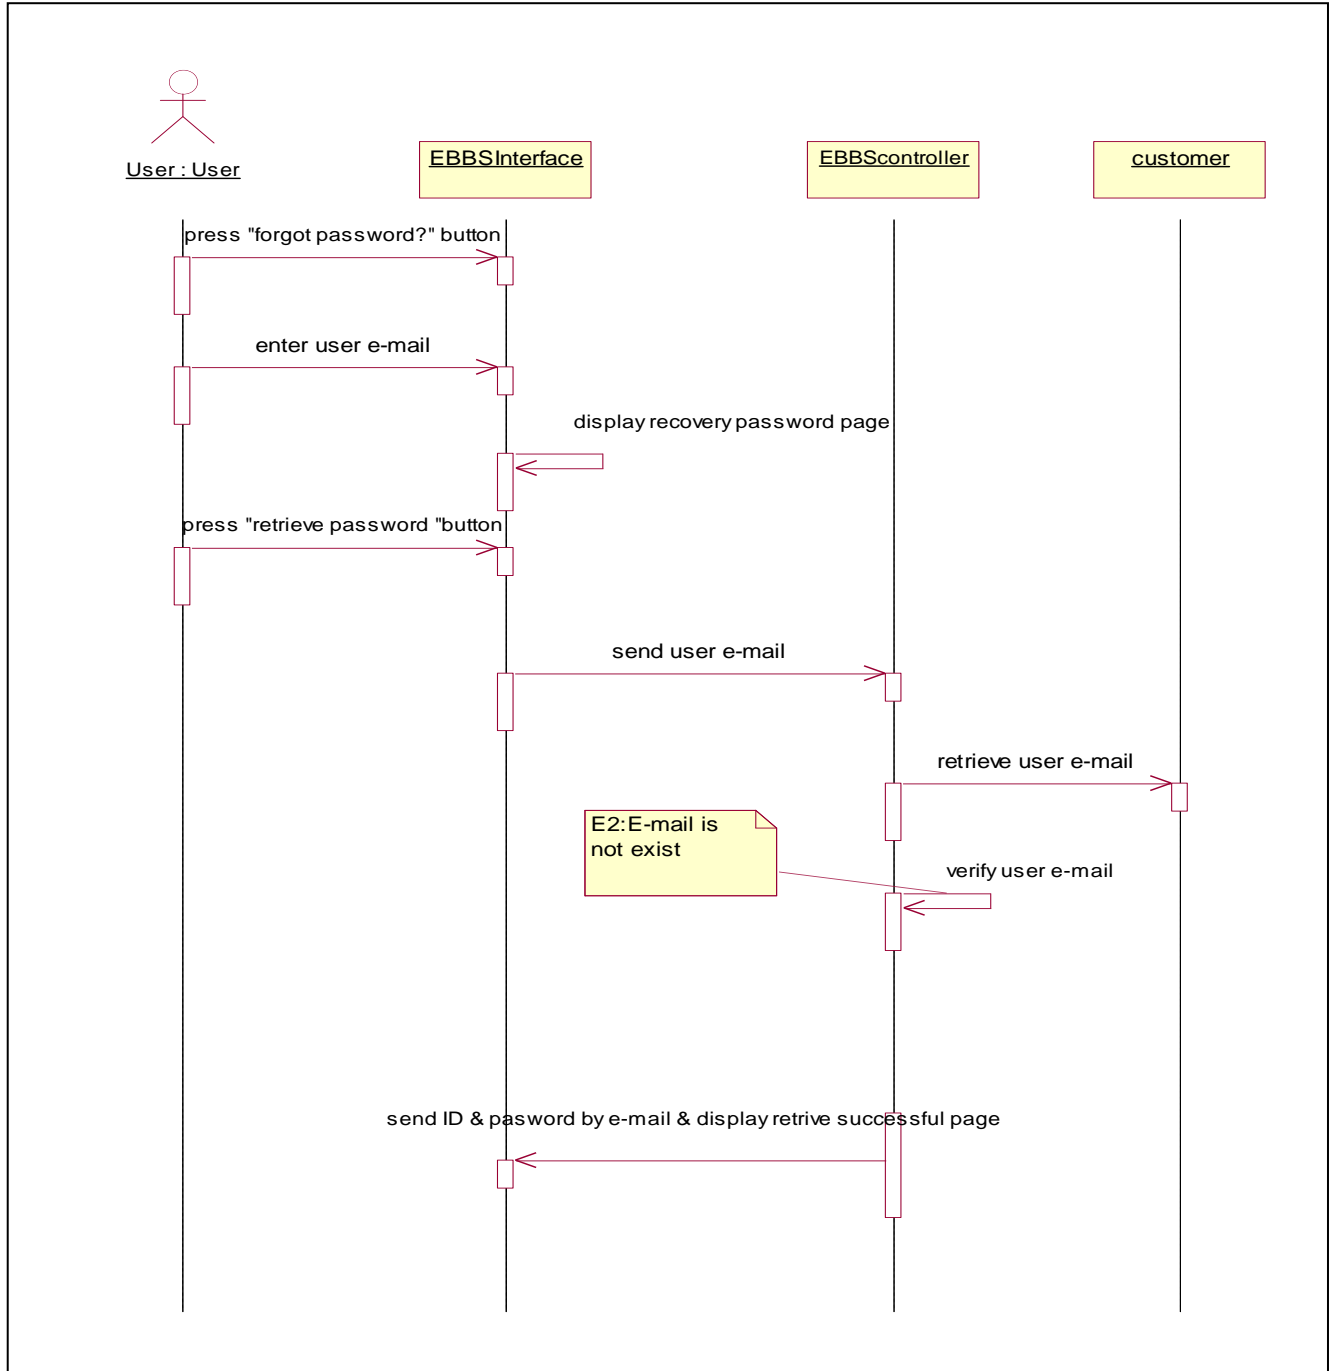 User : User
EBBSInterface
EBBScontroller
customer
press "forgot password?" button
enter user e-mail
display recovery password page
press "retrieve password "button
send user e-mail
retrieve user e-mail
E2:E-mail is
not exist
verify user e-mail
send ID & pasword by e-mail & display retrive successful page